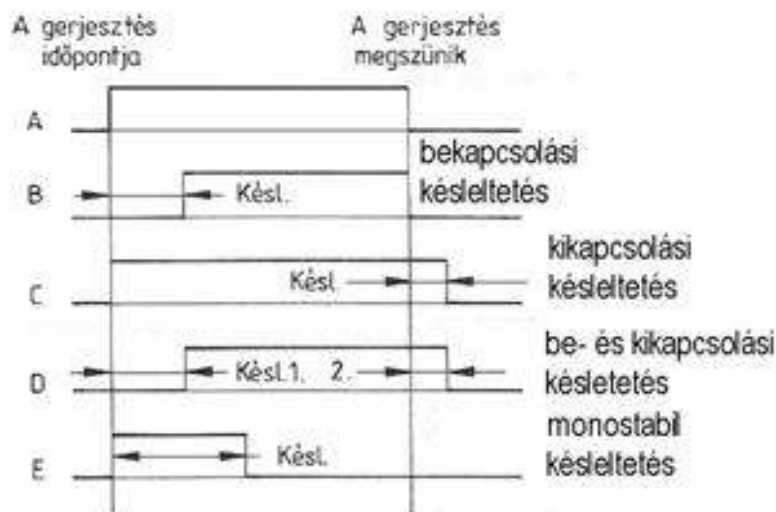 A gerjesztés
időpontja
A gerjesztés
megszünik
A
bekapcsolási
késleltetés
B
Késl.
kikapcsolási
késleltetés
C
Késl.
be- és kikapcsolási
késletetés
D
Késl.1. 2.
monostabil
késleltetés
E
Késl.